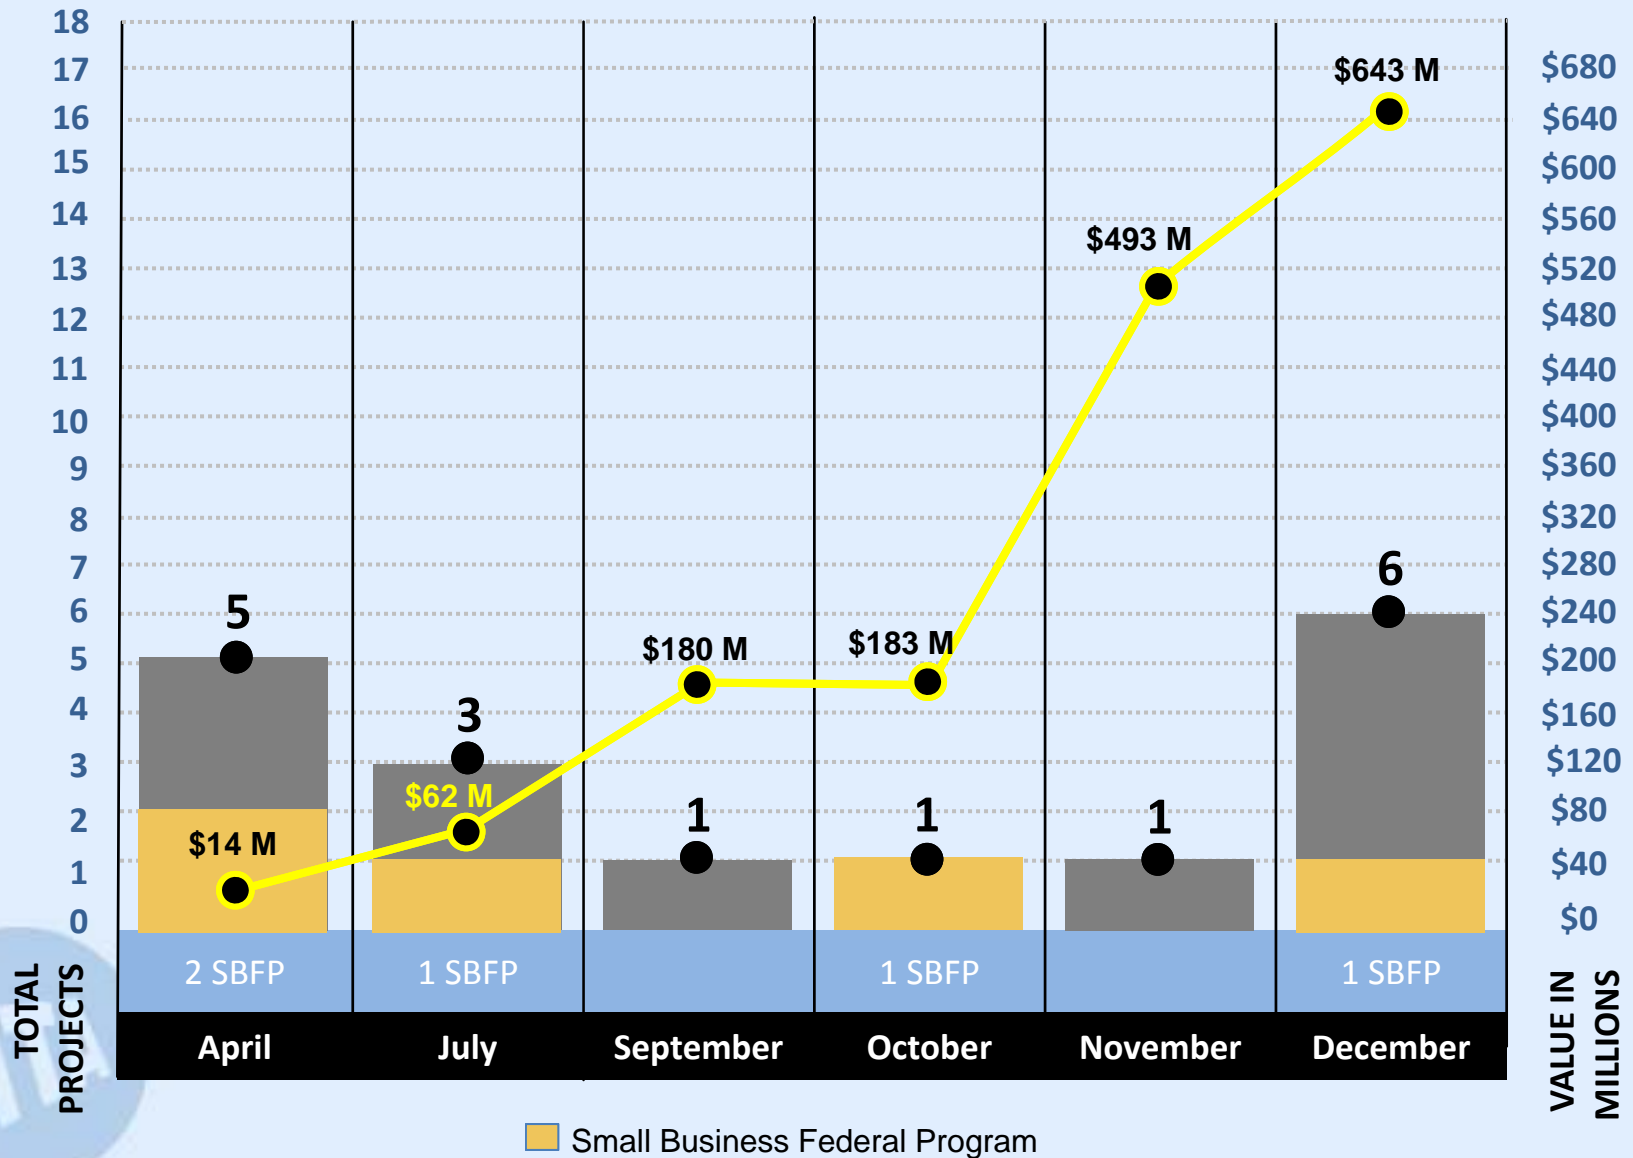 18
17
16
15
14
13
12
11
10
9
8
7
6
5
4
3
2
1
0
$680
$640
$600
$560
$520
$480
$440
$400
$360
$320
$280
$240
$200
$160
$120
$80
$40
$0
5
3
1
1
1
6
$14 M
$62 M
$180 M
$183 M
$493 M
$643 M
2 SBFP
1 SBFP
1 SBFP
1 SBFP
April
July
September
October
November
December
TOTAL
PROJECTS
VALUE IN
MILLIONS
Small Business Federal Program